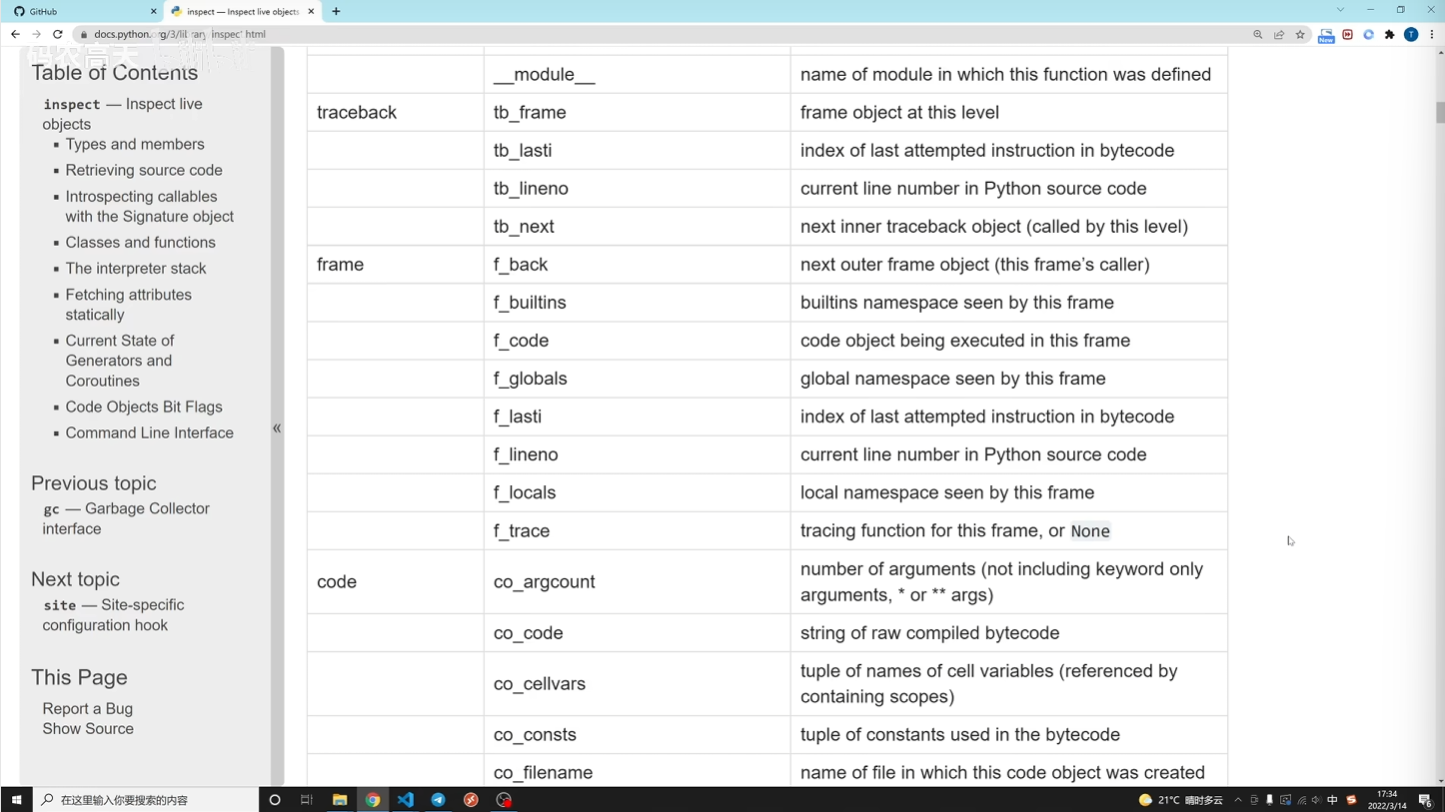 GitHub
inspect — Inspect live objects
docs.python.org/3/library/inspect.html
码农高天
Table of Contents
inspect — Inspect live
objects
Types and members
Retrieving source code
Introspecting callables
with the Signature object
Classes and functions
The interpreter stack
Fetching attributes
statically
Current State of
Generators and
Coroutines
Code Objects Bit Flags
Command Line Interface
«
Previous topic
gc — Garbage Collector
interface
Next topic
site — Site-specific
configuration hook
This Page
Report a Bug
Show Source
__module__ name of module in which this function was defined
traceback tb_frame frame object at this level
tb_lasti index of last attempted instruction in bytecode
tb_lineno current line number in Python source code
tb_next next inner traceback object (called by this level)
frame f_back next outer frame object (this frame's caller)
f_builtins builtins namespace seen by this frame
f_code code object being executed in this frame
f_globals global namespace seen by this frame
f_lasti index of last attempted instruction in bytecode
f_lineno current line number in Python source code
f_locals local namespace seen by this frame
f_trace tracing function for this frame, or None
code co_argcount number of arguments (not including keyword only
arguments, * or ** args)
co_code string of raw compiled bytecode
co_cellvars tuple of names of cell variables (referenced by
containing scopes)
co_consts tuple of constants used in the bytecode
co_filename name of file in which this code object was created
New
T
在这里输入你要搜索的内容
21°C 晴时多云
中
17:34
2022/3/14